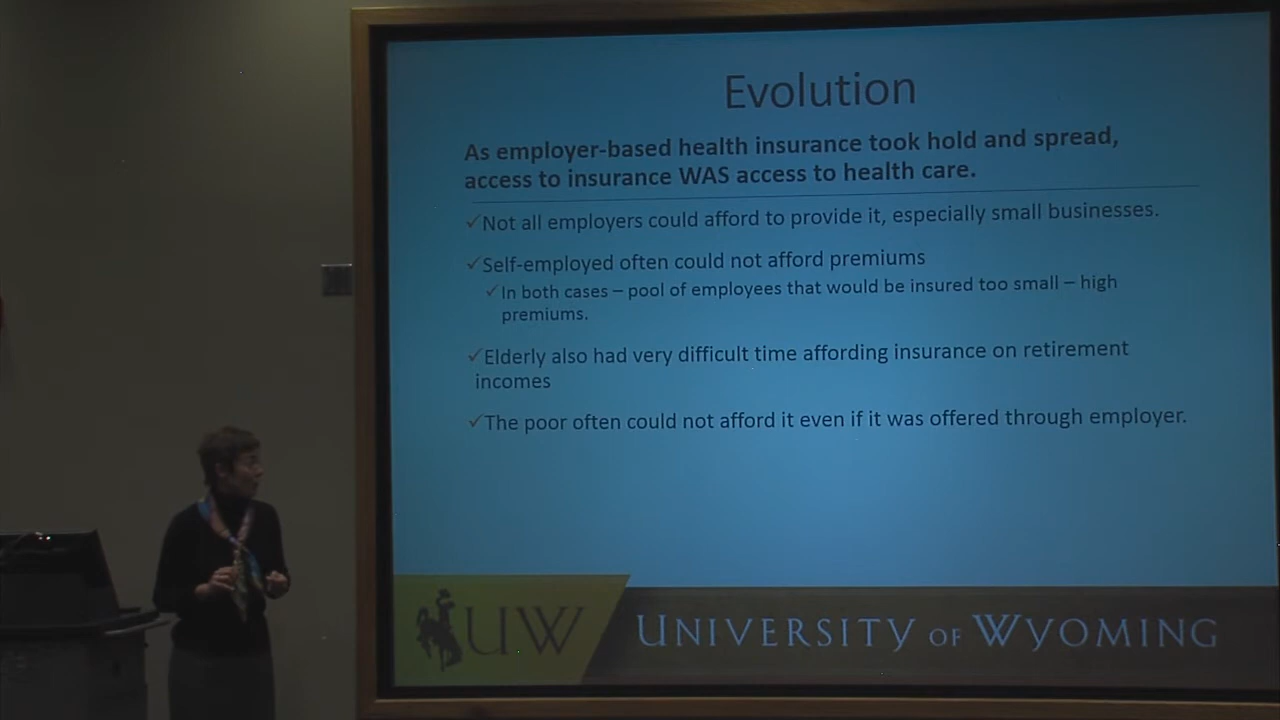 Evolution
As employer-based health insurance took hold and spread,
access to insurance WAS access to health care.
✓Not all employers could afford to provide it, especially small businesses.
✓Self-employed often could not afford premiums
✓In both cases – pool of employees that would be insured too small – high
premiums.
✓Elderly also had very difficult time affording insurance on retirement
incomes
✓The poor often could not afford it even if it was offered through employer.
UW UNIVERSITY OF WYOMING